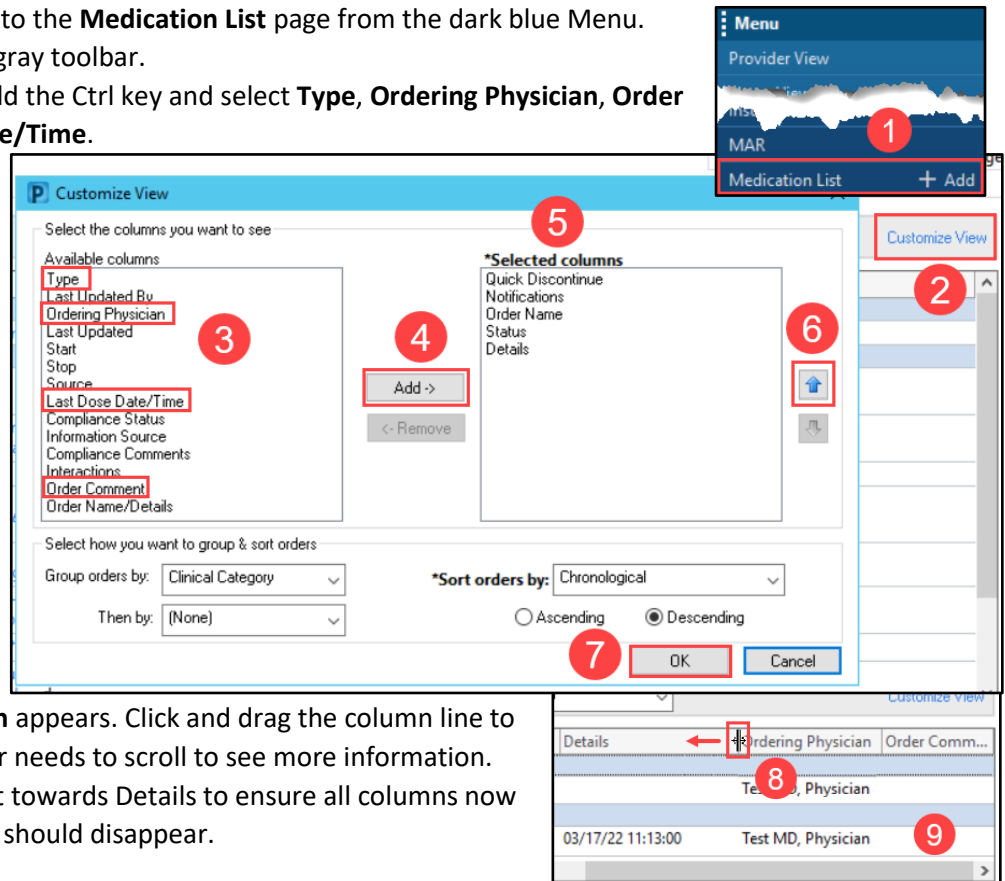 to the Medication List page from the dark blue Menu.
gray toolbar.
ld the Ctrl key and select Type, Ordering Physician, Order
e/Time.
Menu
Provider View
MAR
1
Medication List + Add
Customize View
Select the columns you want to see
5
Customize View
2
Available columns
*Selected columns
Type
Last Updated By
Ordering Physician
Last Updated
Start
Stop
Source
Last Dose Date/Time
Compliance Status
Information Source
Compliance Comments
Interactions
Order Comment
Order Name/Details
3
4
Add ->
<- Remove
Quick Discontinue
Notifications
Order Name
Status
Details
6
Select how you want to group & sort orders
Group orders by: Clinical Category
*Sort orders by: Chronological
Then by: (None)
Ascending Descending
7
OK Cancel
n appears. Click and drag the column line to
r needs to scroll to see more information.
t towards Details to ensure all columns now
should disappear.
Customize View
Details Ordering Physician Order Comm...
8
Physician
03/17/22 11:13:00 Test MD, Physician
9